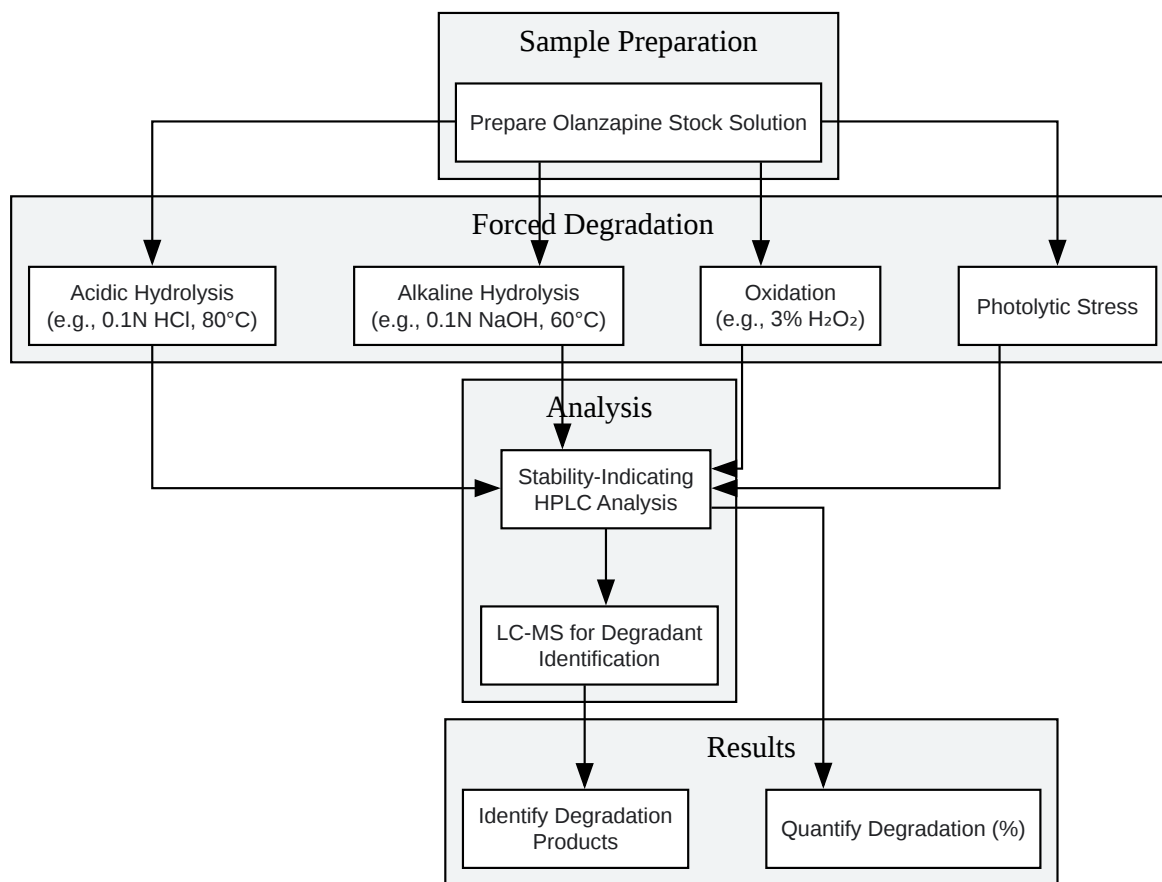 Sample Preparation
Prepare Olanzapine Stock Solution
Forced Degradation
Acidic Hydrolysis
(e.g., 0.1N HCl, 80°C)
Alkaline Hydrolysis
(e.g., 0.1N NaOH, 60°C)
Oxidation
(e.g., 3% H₂O₂)
Photolytic Stress
Analysis
Stability-Indicating
HPLC Analysis
LC-MS for Degradant
Identification
Results
Identify Degradation
Products
Quantify Degradation (%)